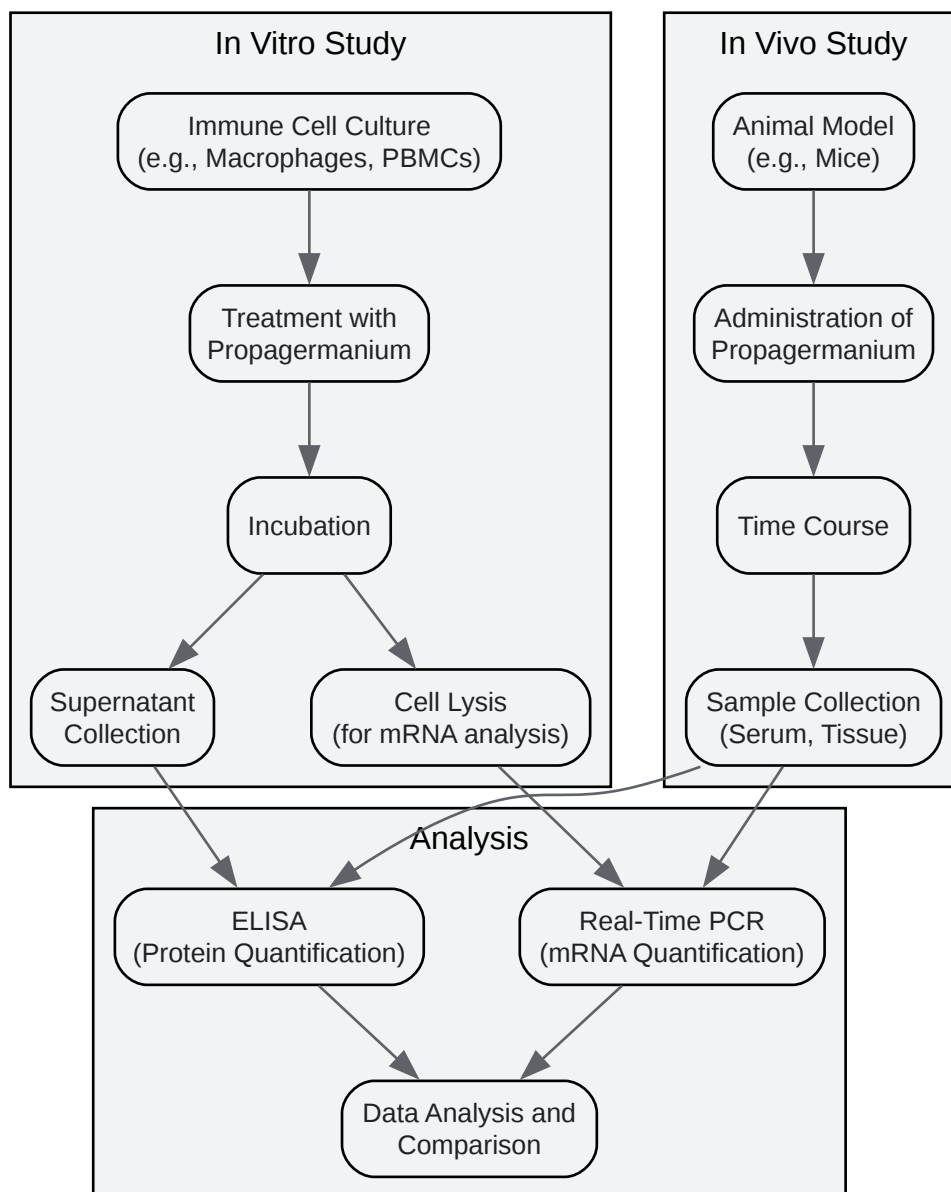 In Vitro Study
Immune Cell Culture
(e.g., Macrophages, PBMCs)
Treatment with
Propagermanium
Incubation
Supernatant
Collection
Cell Lysis
(for mRNA analysis)
In Vivo Study
Animal Model
(e.g., Mice)
Administration of
Propagermanium
Time Course
Sample Collection
(Serum, Tissue)
Analysis
ELISA
(Protein Quantification)
Real-Time PCR
(mRNA Quantification)
Data Analysis and
Comparison